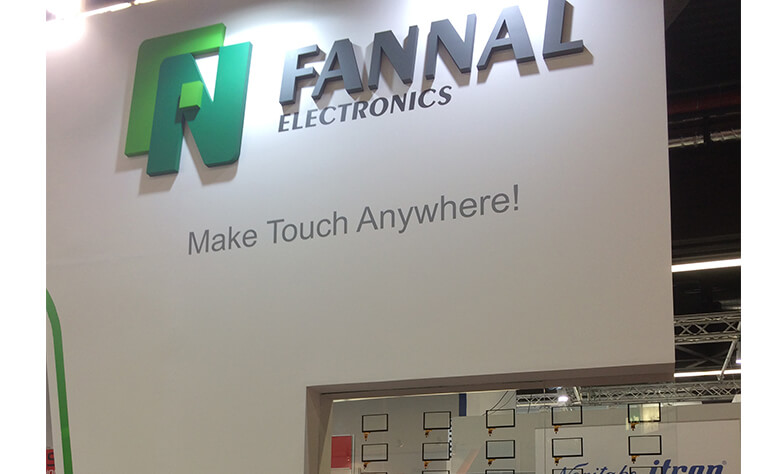 FANNAL
ELECTRONICS
Make Touch Anywhere!
itron